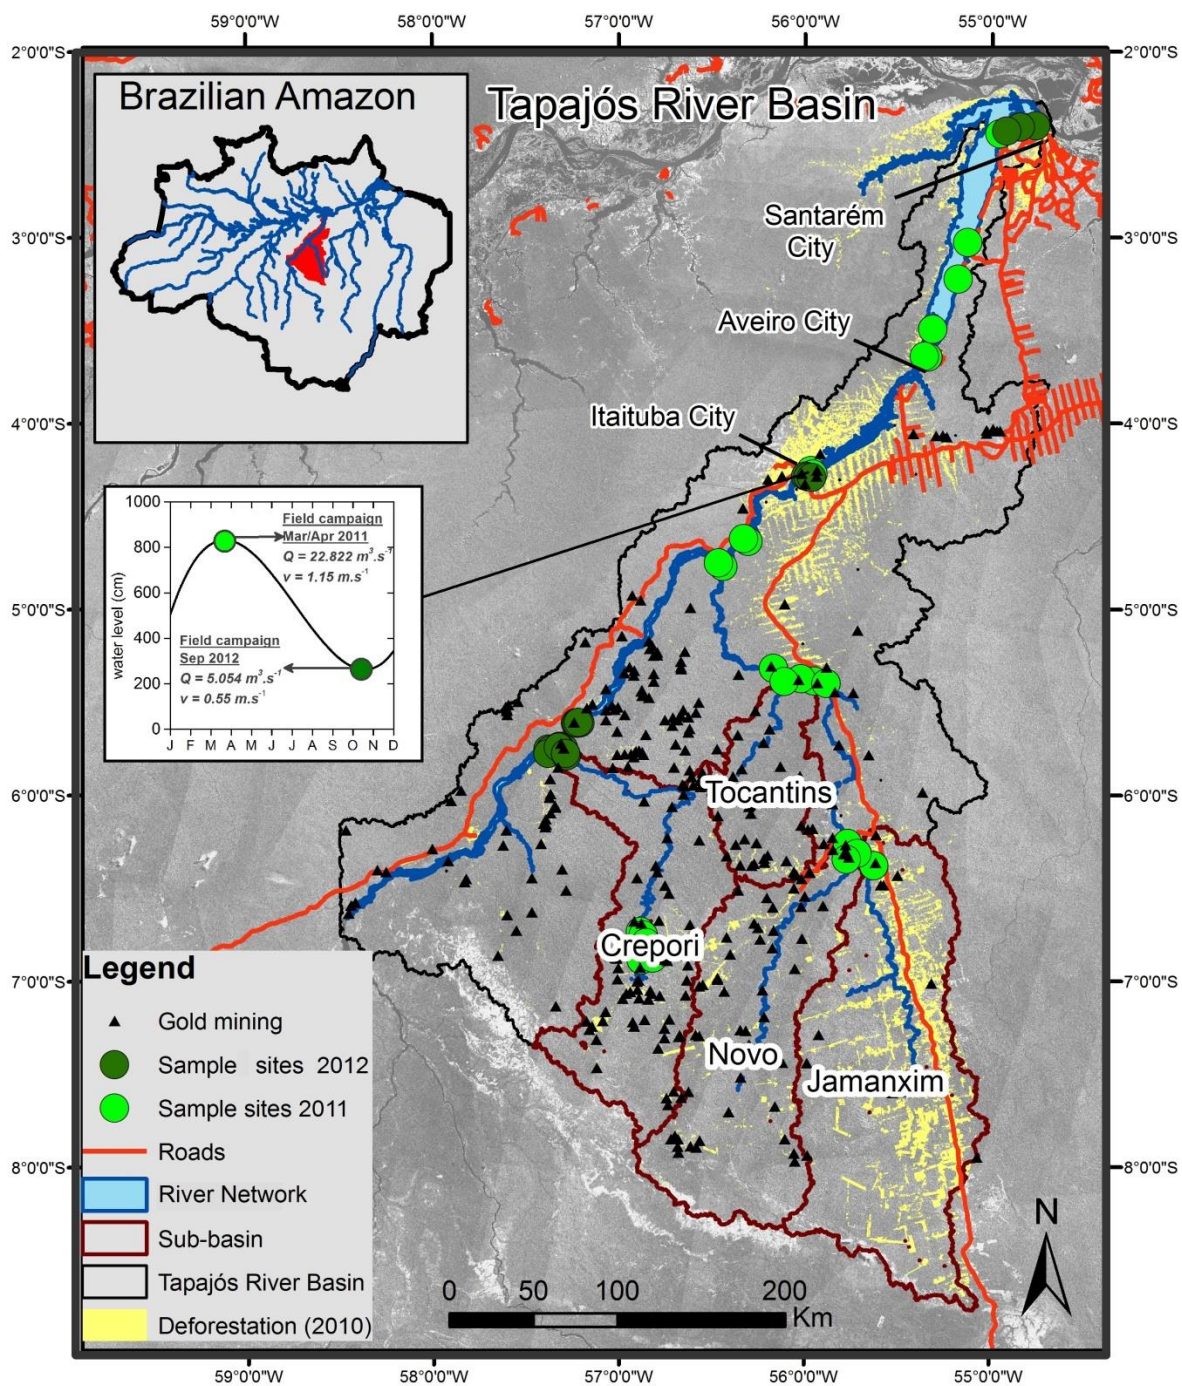 59°0'0"W 58°0'0"W 57°0'0"W 56°0'0"W 55°0'0"W
2°0'0"S 2°0'0"S
Brazilian Amazon
Tapajós River Basin
Santarém
City
3°0'0"S 3°0'0"S
Aveiro City
Itaituba City
4°0'0"S 4°0'0"S
1000
800
600
400
200
0
water level (cm)
Field campaign
Mar/Apr 2011
Q = 22.822 m³.s⁻¹
v = 1.15 m.s⁻¹
Field campaign
Sep 2012
Q = 5.054 m³.s⁻¹
v = 0.55 m.s⁻¹
J F M A M J J A S O N D
5°0'0"S 5°0'0"S
6°0'0"S 6°0'0"S
Tocantins
Crepori
7°0'0"S 7°0'0"S
Novo
Jamanxim
8°0'0"S 8°0'0"S
Legend
Gold mining
Sample sites 2012
Sample sites 2011
Roads
River Network
Sub-basin
Tapajós River Basin
Deforestation (2010)
N
0 50 100 200
Km
59°0'0"W 58°0'0"W 57°0'0"W 56°0'0"W 55°0'0"W